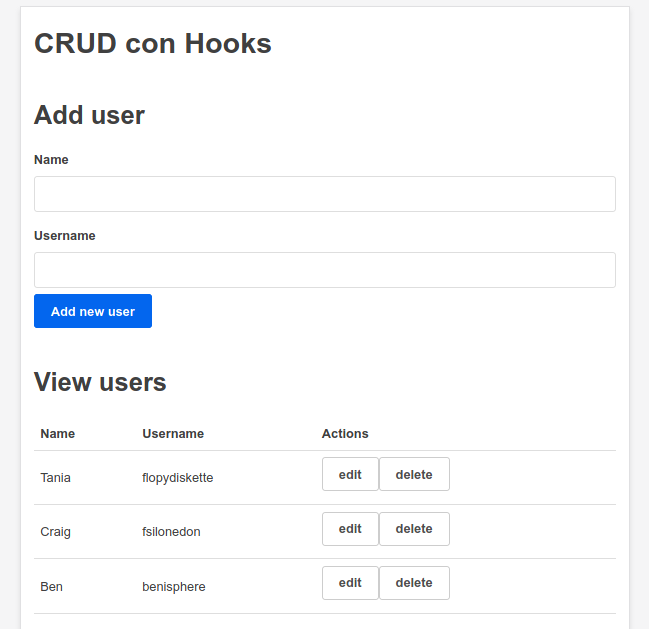 CRUD con Hooks
Add user
Name
Username
Add new user
View users
Name Username Actions
Tania flopydiskette edit delete
Craig fsilonedon edit delete
Ben benisphere edit delete